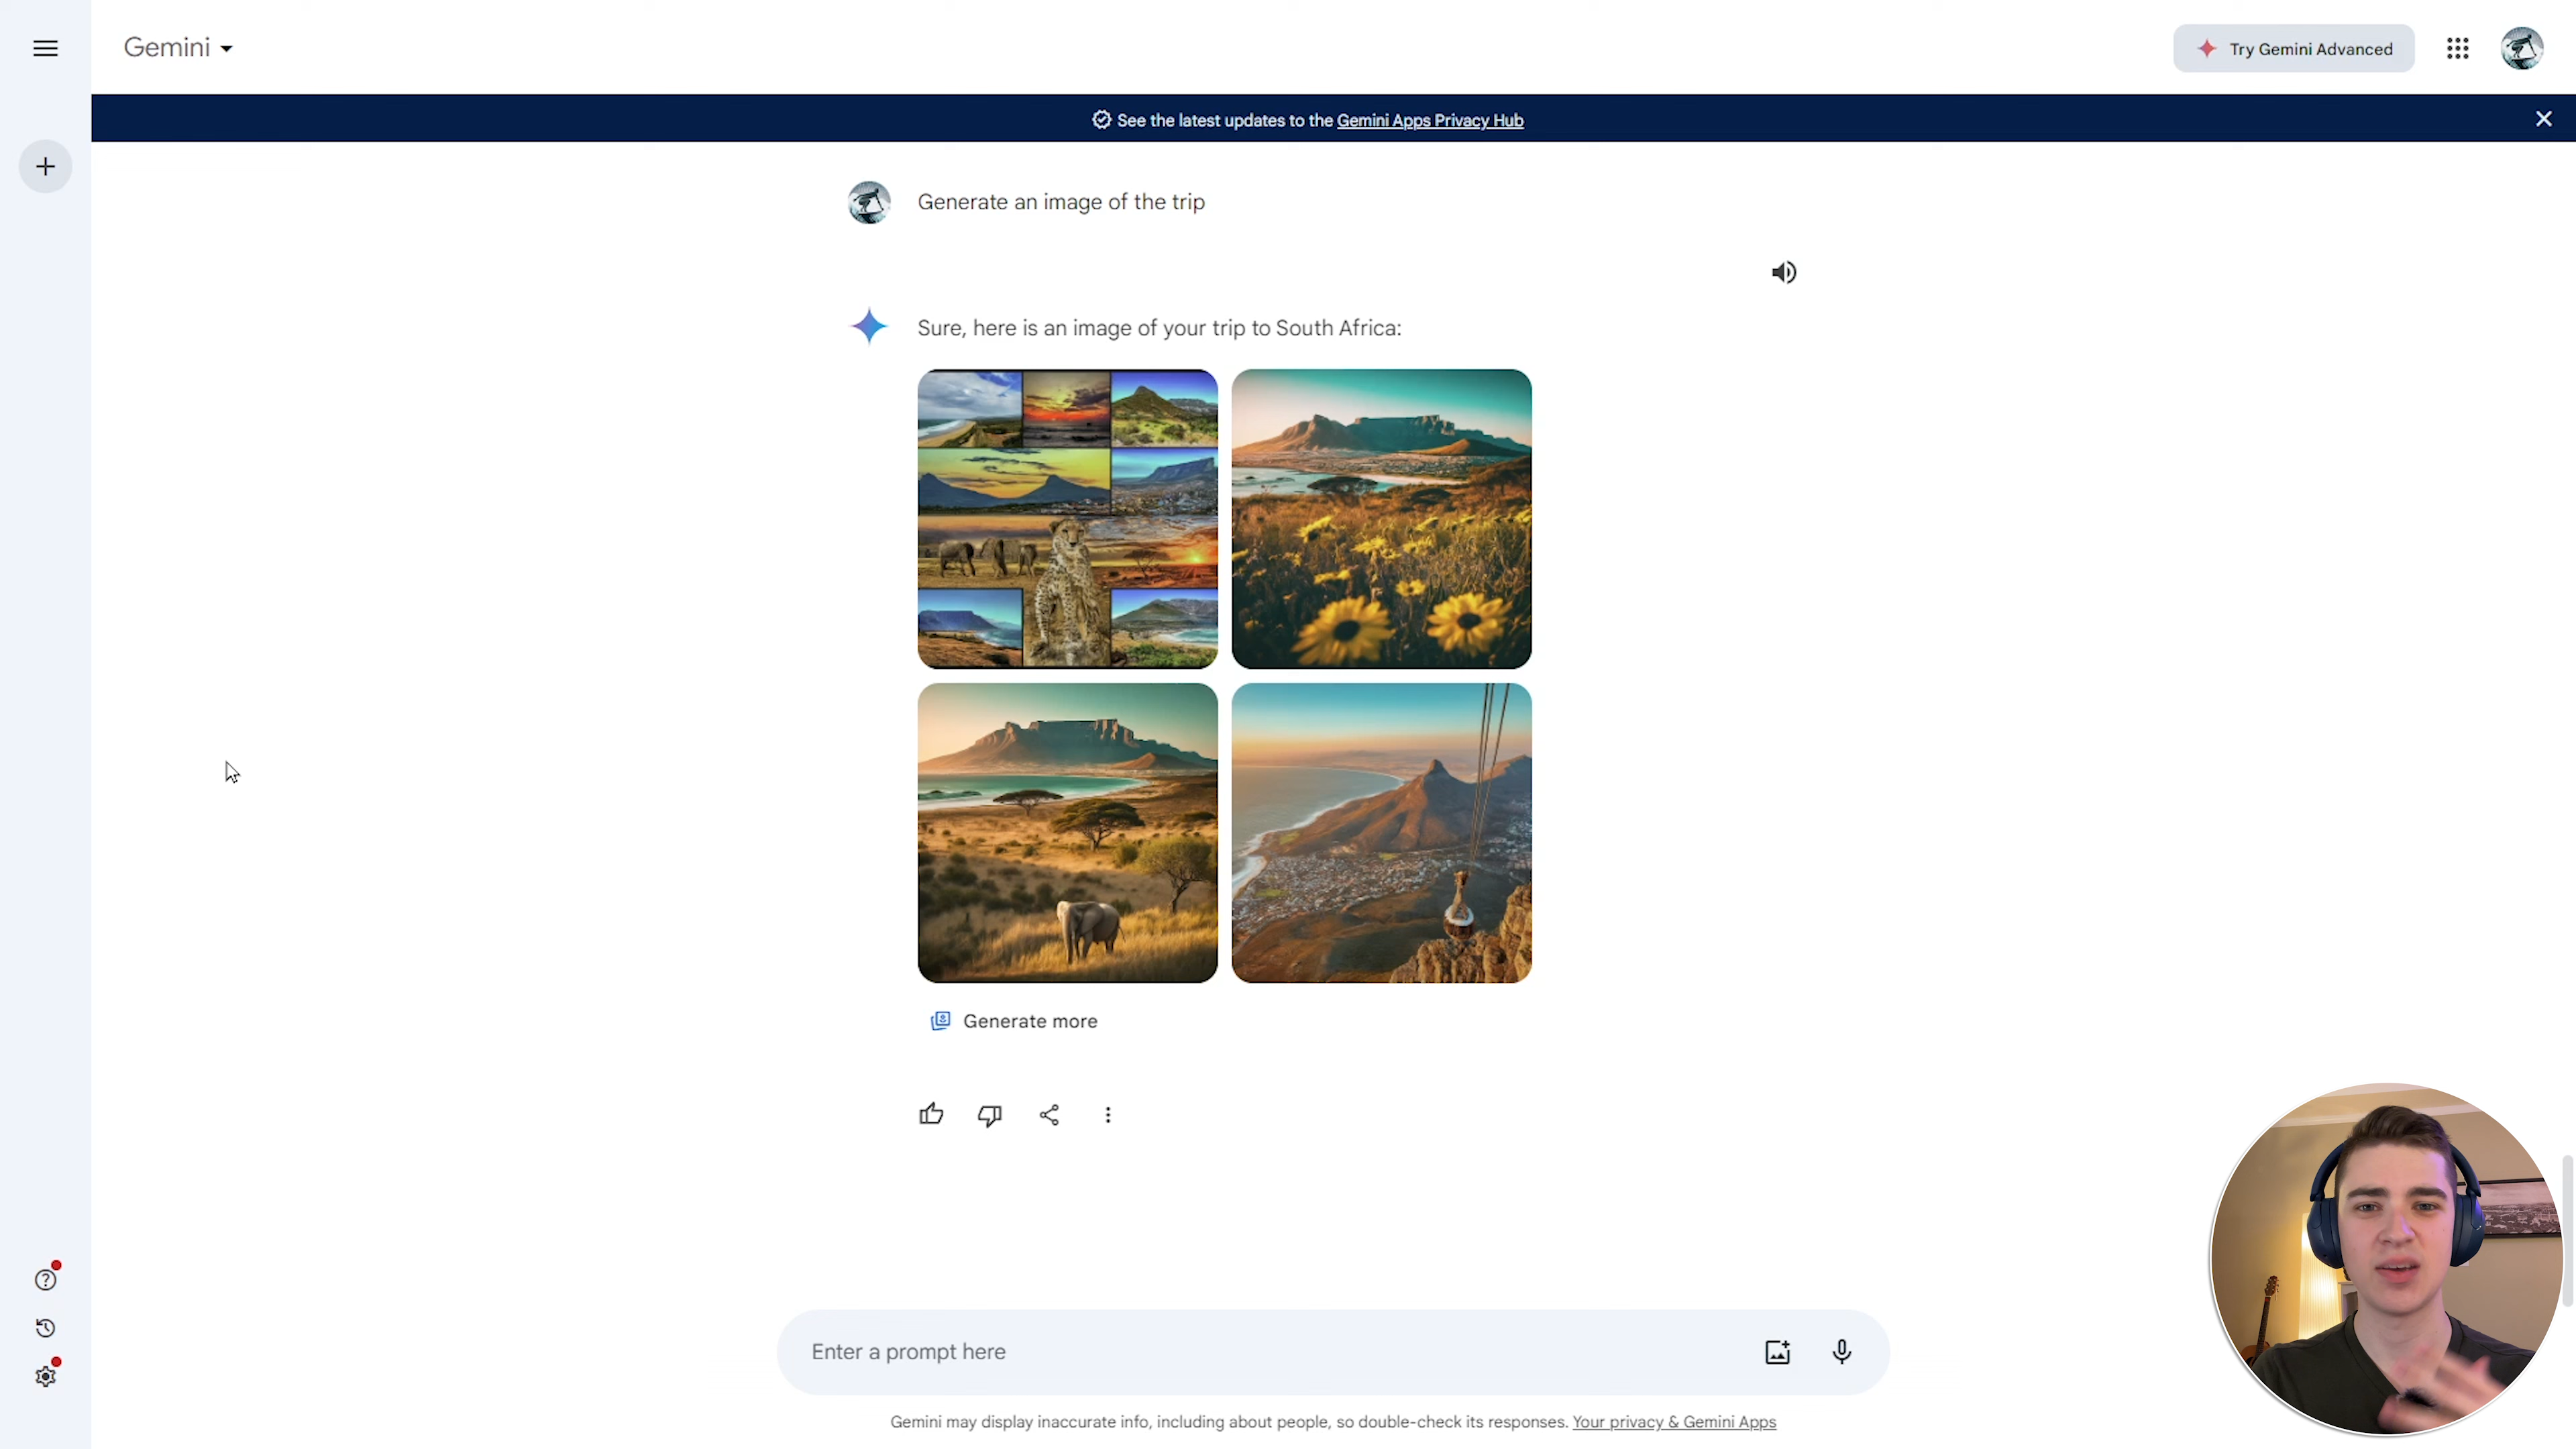 Gemini
Try Gemini Advanced
See the latest updates to the Gemini Apps Privacy Hub
Generate an image of the trip
Sure, here is an image of your trip to South Africa:
Generate more
Enter a prompt here
Gemini may display inaccurate info, including about people, so double-check its responses. Your privacy & Gemini Apps